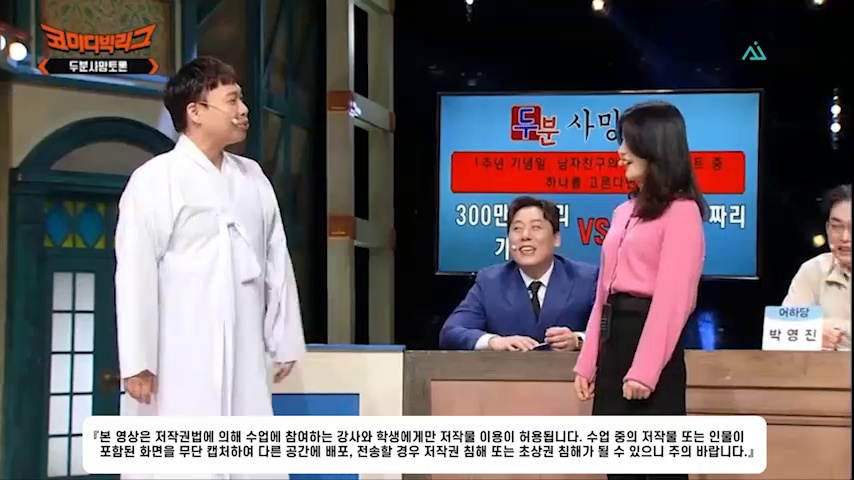 코미디빅리그
두분사망토론
두분 사망
1주년 기념일, 남자친구의
트 중
하나를 고른다면
300만
VS
짜리
어하당
박영진
『본 영상은 저작권법에 의해 수업에 참여하는 강사와 학생에게만 저작물 이용이 허용됩니다. 수업 중의 저작물 또는 인물이
포함된 화면을 무단 캡처하여 다른 공간에 배포, 전송할 경우 저작권 침해 또는 초상권 침해가 될 수 있으니 주의 바랍니다.』